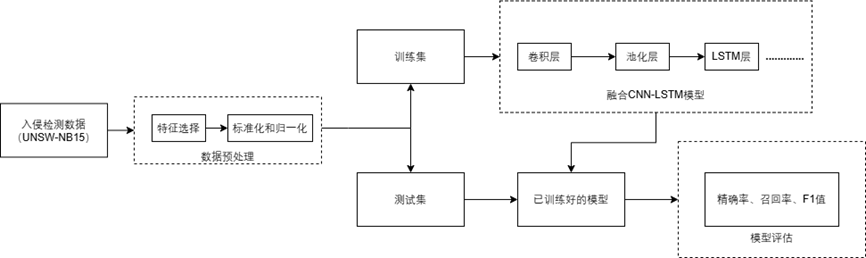 入侵检测数据
（UNSW-NB15）
特征选择
标准化和归一化
数据预处理
训练集
测试集
卷积层
池化层
LSTM层
............
融合CNN-LSTM模型
已训练好的模型
精确率、召回率、F1值
模型评估